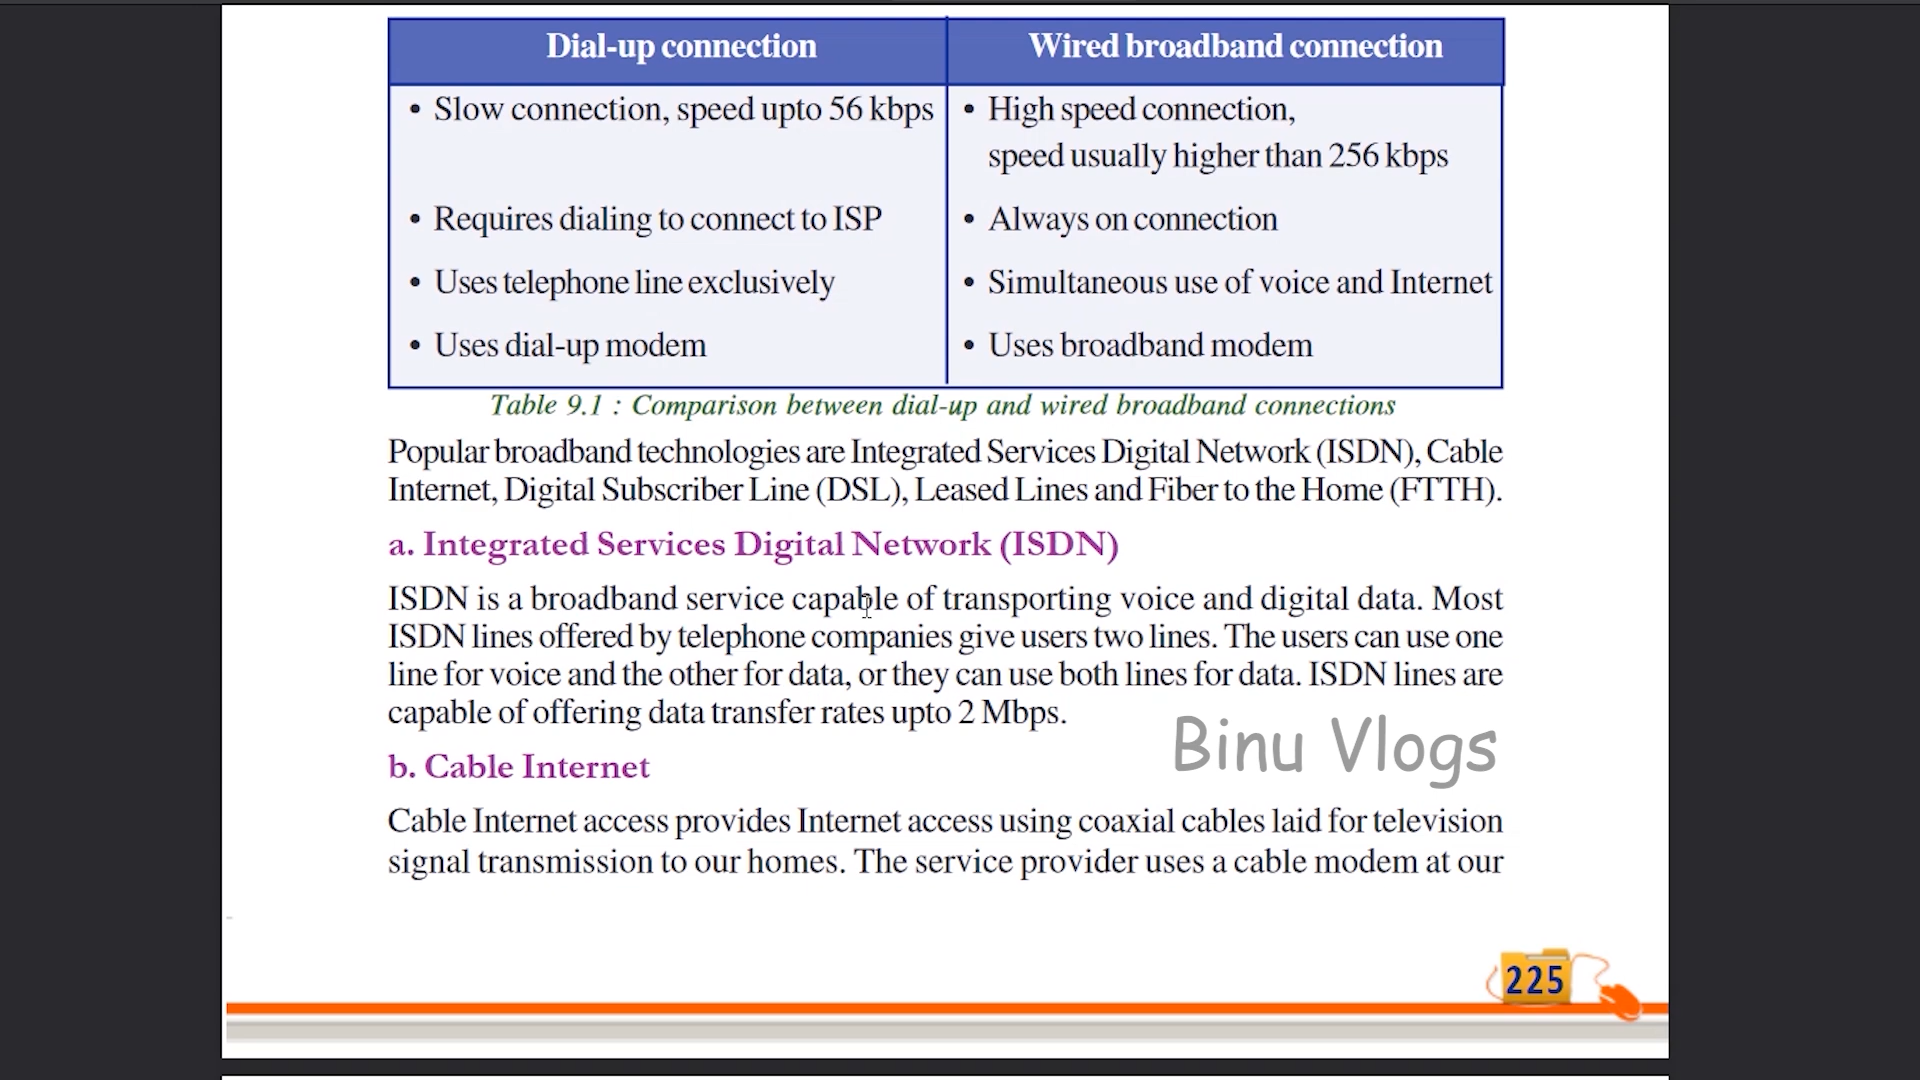 Dial-up connection Wired broadband connection
• Slow connection, speed upto 56 kbps • High speed connection,
speed usually higher than 256 kbps
• Requires dialing to connect to ISP • Always on connection
• Uses telephone line exclusively • Simultaneous use of voice and Internet
• Uses dial-up modem • Uses broadband modem
Table 9.1 : Comparison between dial-up and wired broadband connections
Popular broadband technologies are Integrated Services Digital Network (ISDN), Cable
Internet, Digital Subscriber Line (DSL), Leased Lines and Fiber to the Home (FTTH).
a. Integrated Services Digital Network (ISDN)
ISDN is a broadband service capable of transporting voice and digital data. Most
ISDN lines offered by telephone companies give users two lines. The users can use one
line for voice and the other for data, or they can use both lines for data. ISDN lines are
capable of offering data transfer rates upto 2 Mbps.
Binu Vlogs
b. Cable Internet
Cable Internet access provides Internet access using coaxial cables laid for television
signal transmission to our homes. The service provider uses a cable modem at our
225